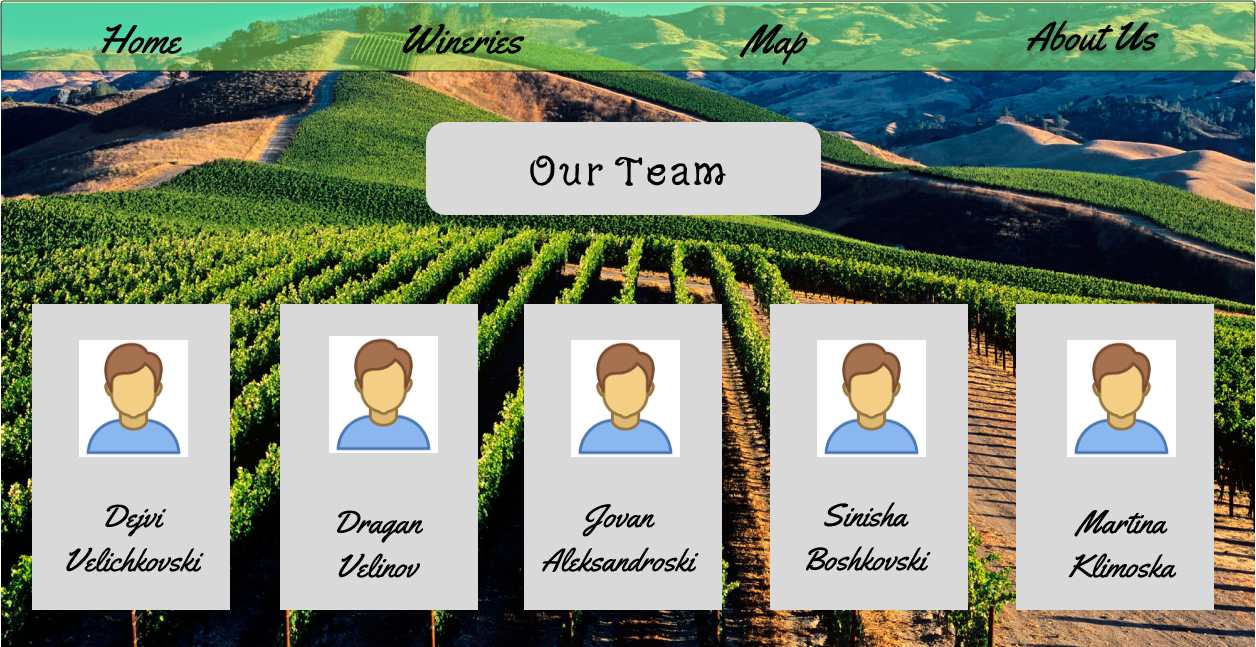 Home Wineries Map About Us
Our Team
Dejvi
Velichkovski
Dragan
Velinov
Jovan
Aleksandroski
Sinisha
Boshkovski
Martina
Klimoska